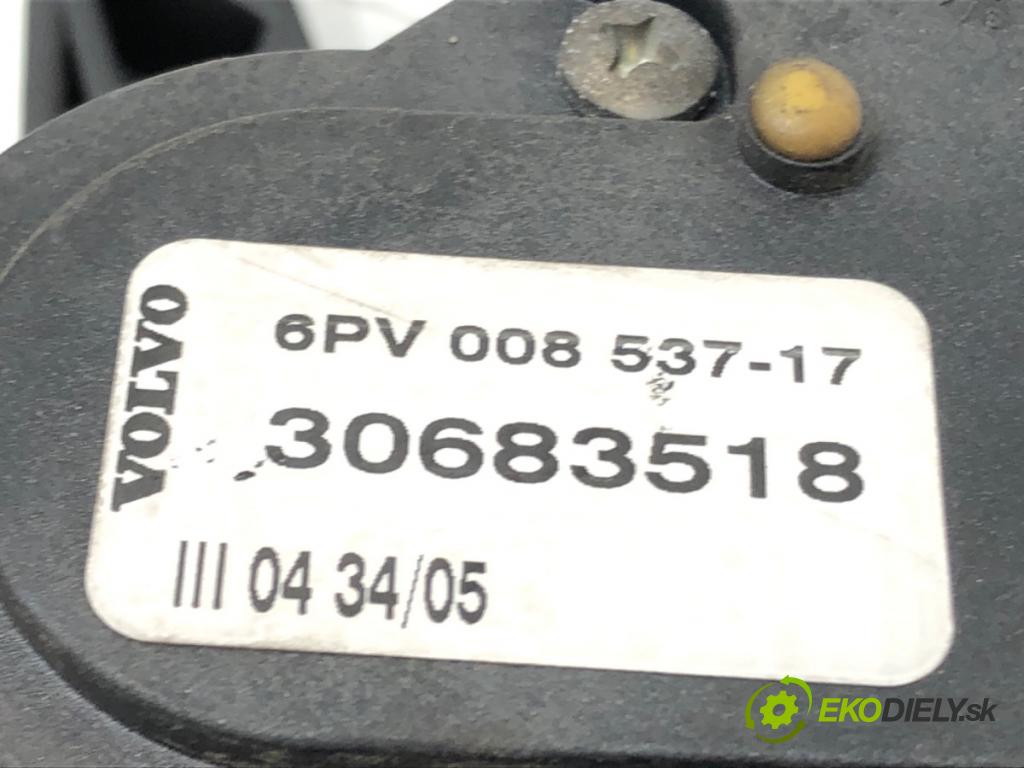 VOLVO
6PV 008 537-17
30683518
III 04 34/05
EKODIELY.sk